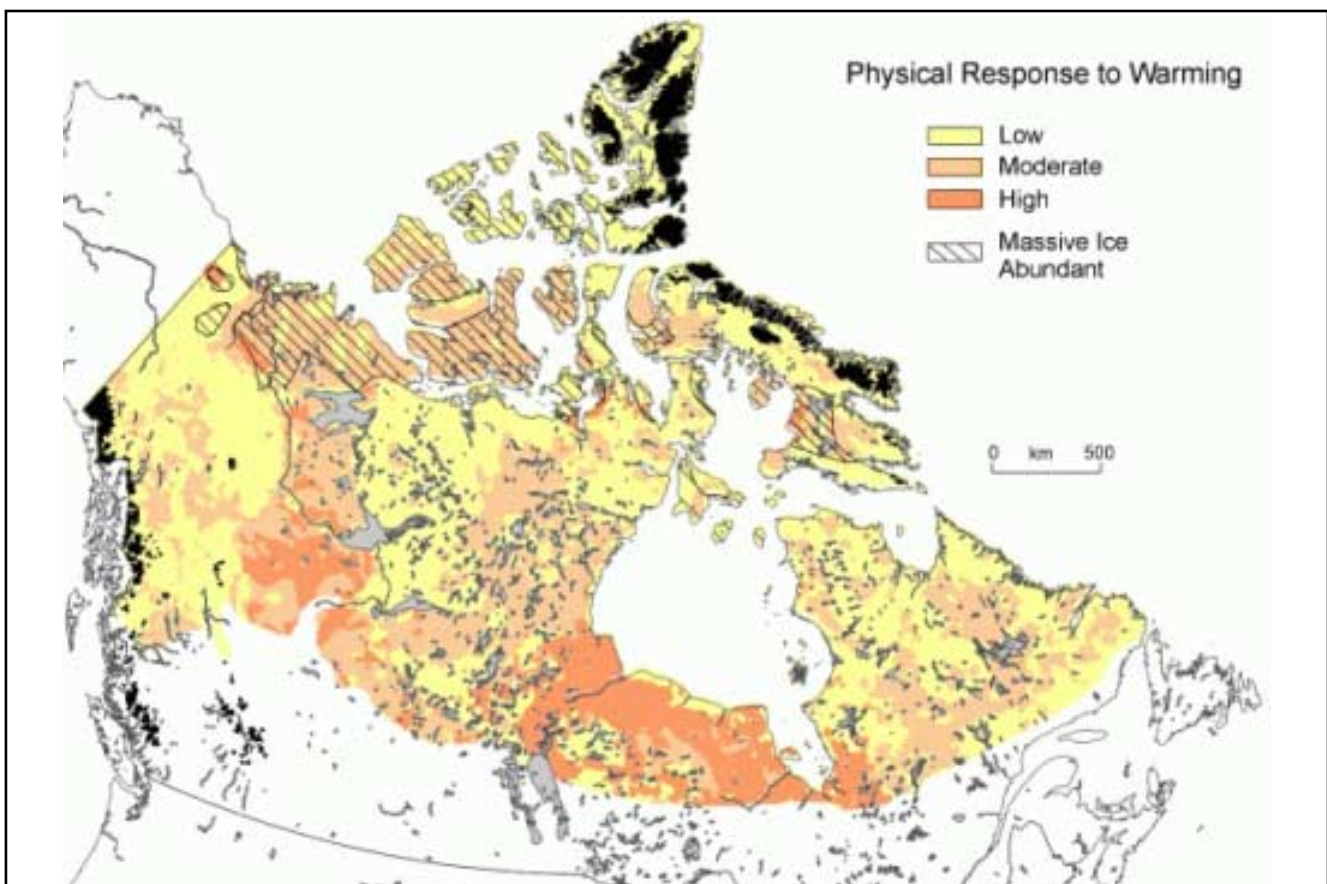 Physical Response to Warming
Low
Moderate
High
Massive Ice
Abundant
0 km 500